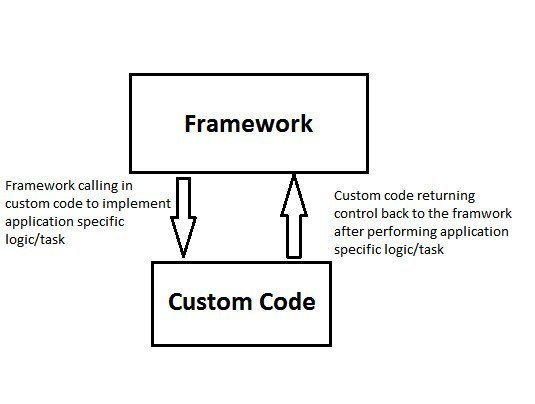 Framework
Framework calling in
custom code to implement
application specific
logic/task
Custom code returning
control back to the framwork
after performing application
specific logic/task
Custom Code